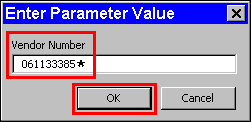 Enter Parameter Value
Vendor Number
061133385*
OK
Cancel